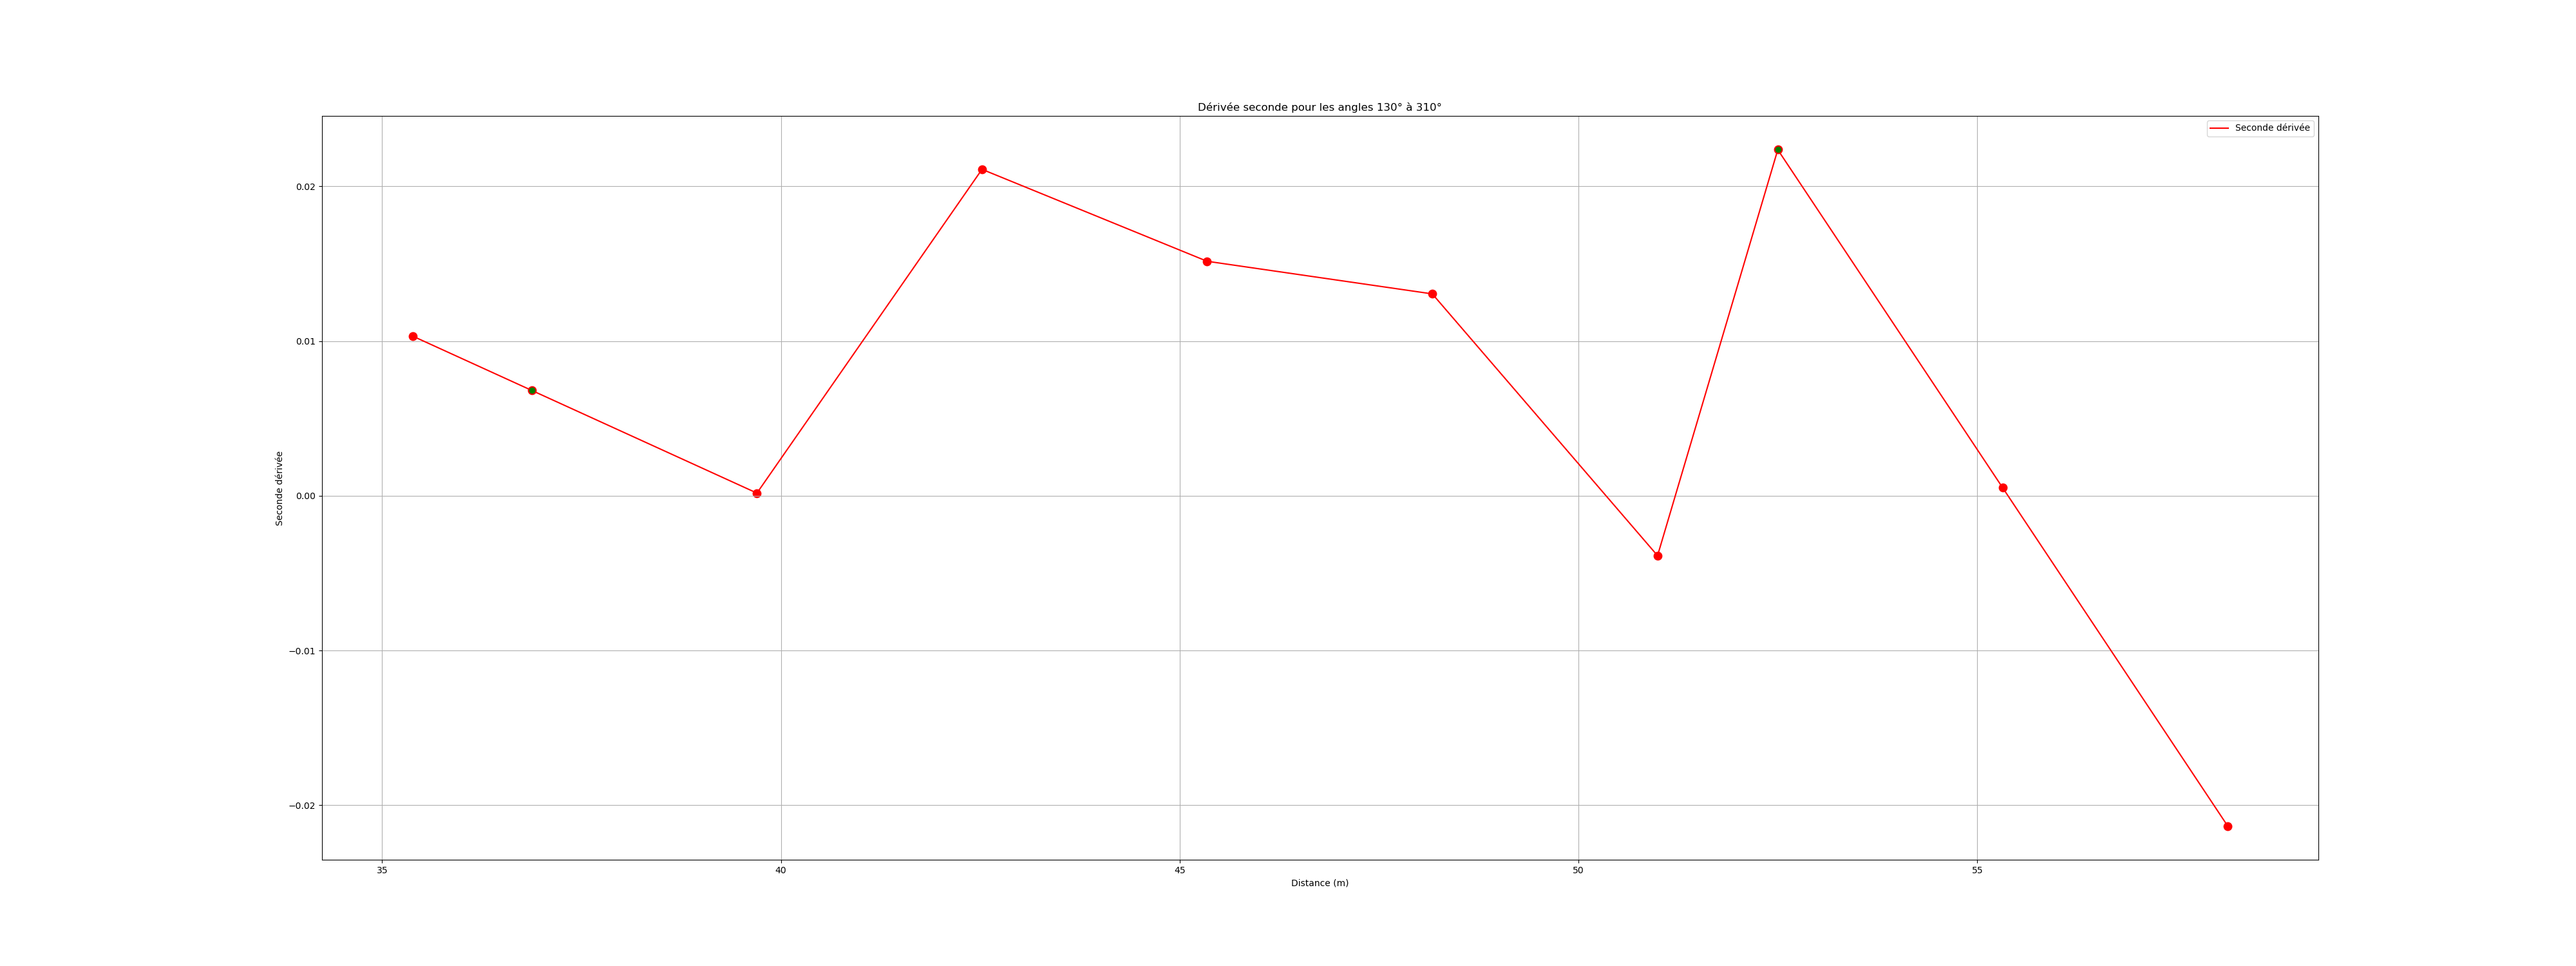 Dérivée seconde pour les angles 130° à 310°
Seconde dérivée
0.02
0.01
0.00
−0.01
−0.02
Seconde dérivée
35
40
45
50
55
Distance (m)